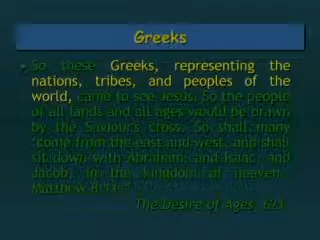 Greeks
So these Greeks, representing the
nations, tribes, and peoples of the
world, came to see Jesus. So the people
of all lands and all ages would be drawn
by the Saviour's cross. So shall many
"come from the east and west, and shall
sit down with Abraham, and Isaac, and
Jacob, in the kingdom of heaven."
Matthew 8:11."
The Desire of Ages, 623